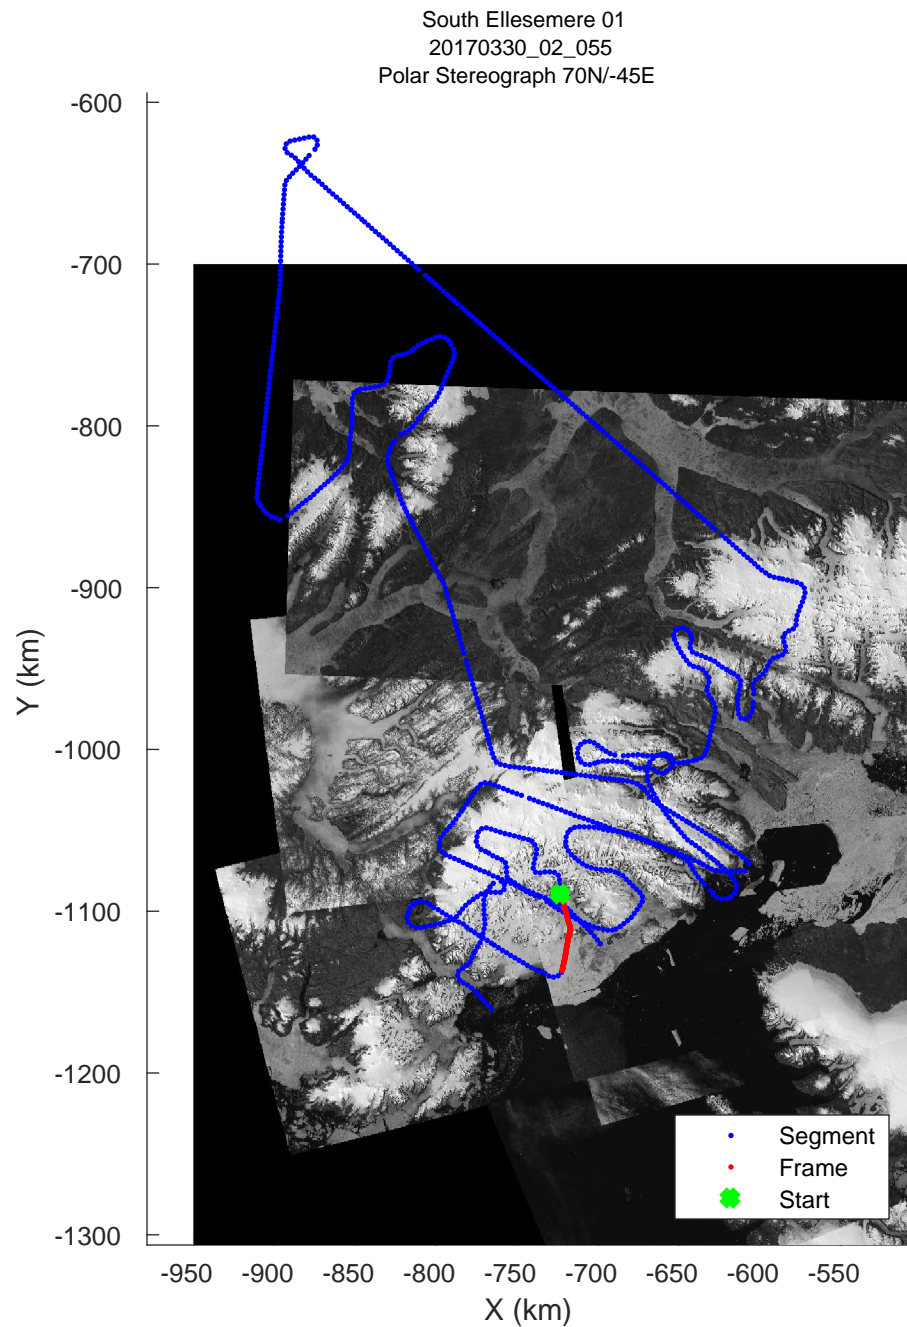 South Ellesemere 01
20170330_02_055
Polar Stereograph 70N/-45E
-600
-700
-800
-900
-1000
-1100
-1200
-1300
Y (km)
Segment
Frame
Start
-950 -900 -850 -800 -750 -700 -650 -600 -550
X (km)